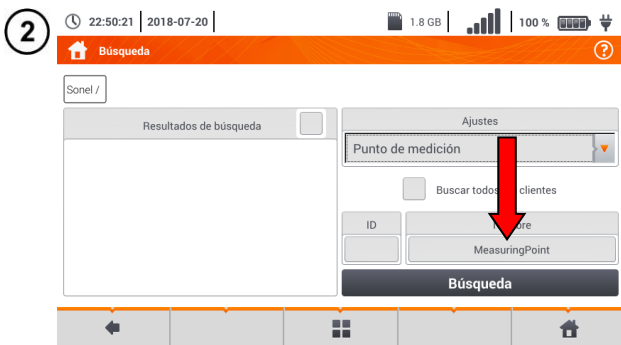 2
22:50:21 2018-07-20 1.8 GB 100 %
Búsqueda ?
Sonel /
Resultados de búsqueda
Ajustes
Punto de medición
Buscar todos clientes
ID
MeasuringPoint
Búsqueda